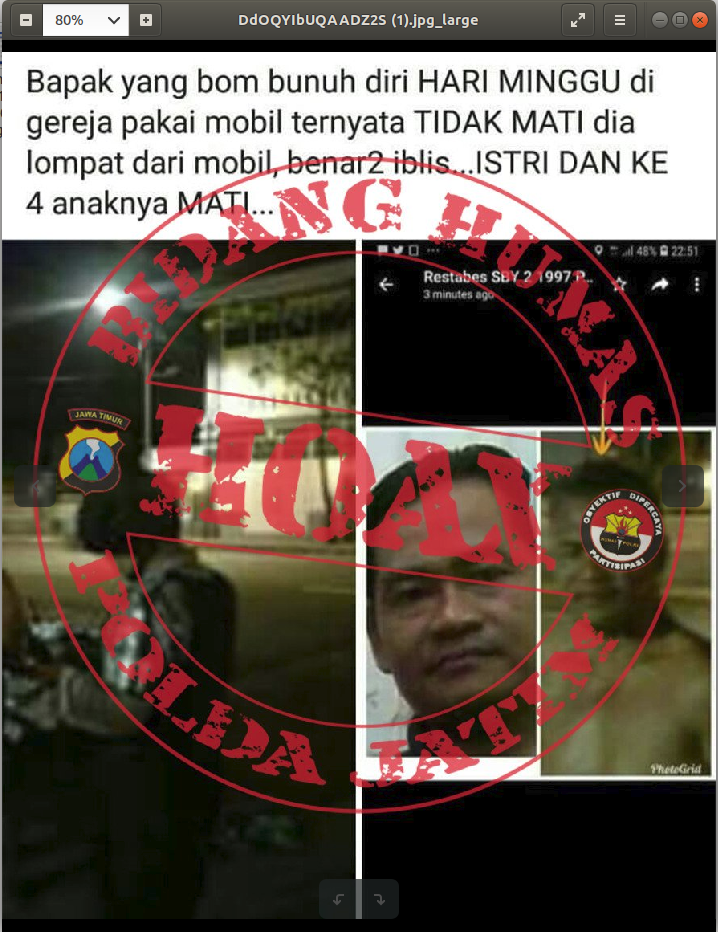 80%
DdOQYIbUQAADZ2S (1).jpg_large
Bapak yang bom bunuh diri HARI MINGGU di
gereja pakai mobil ternyata TIDAK MATI dia
lompat dari mobil, benar2 iblis...ISTRI DAN KE
4 anaknya MATI...
BIDANG HUMAS
48% 22:51
Restabes SBY 2 1997 P...
3 minutes ago
JAWA TIMUR
HOAX
OBYEKTIF DIPERCAYA
PARTISIPASI
POLDA JATIM
PhotoGrid